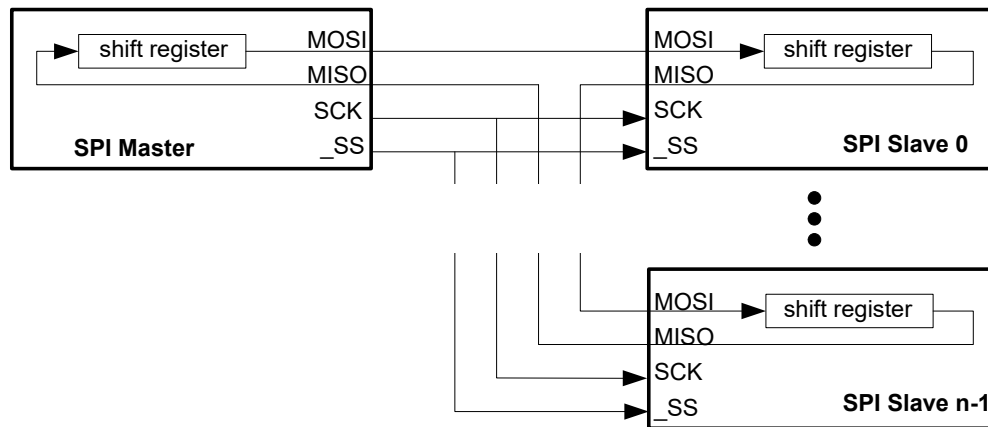 shift register
MOSI
MISO
SCK
_SS
SPI Master
MOSI
shift register
MISO
SCK
_SS
SPI Slave 0
MOSI
shift register
MISO
SCK
_SS
SPI Slave n-1